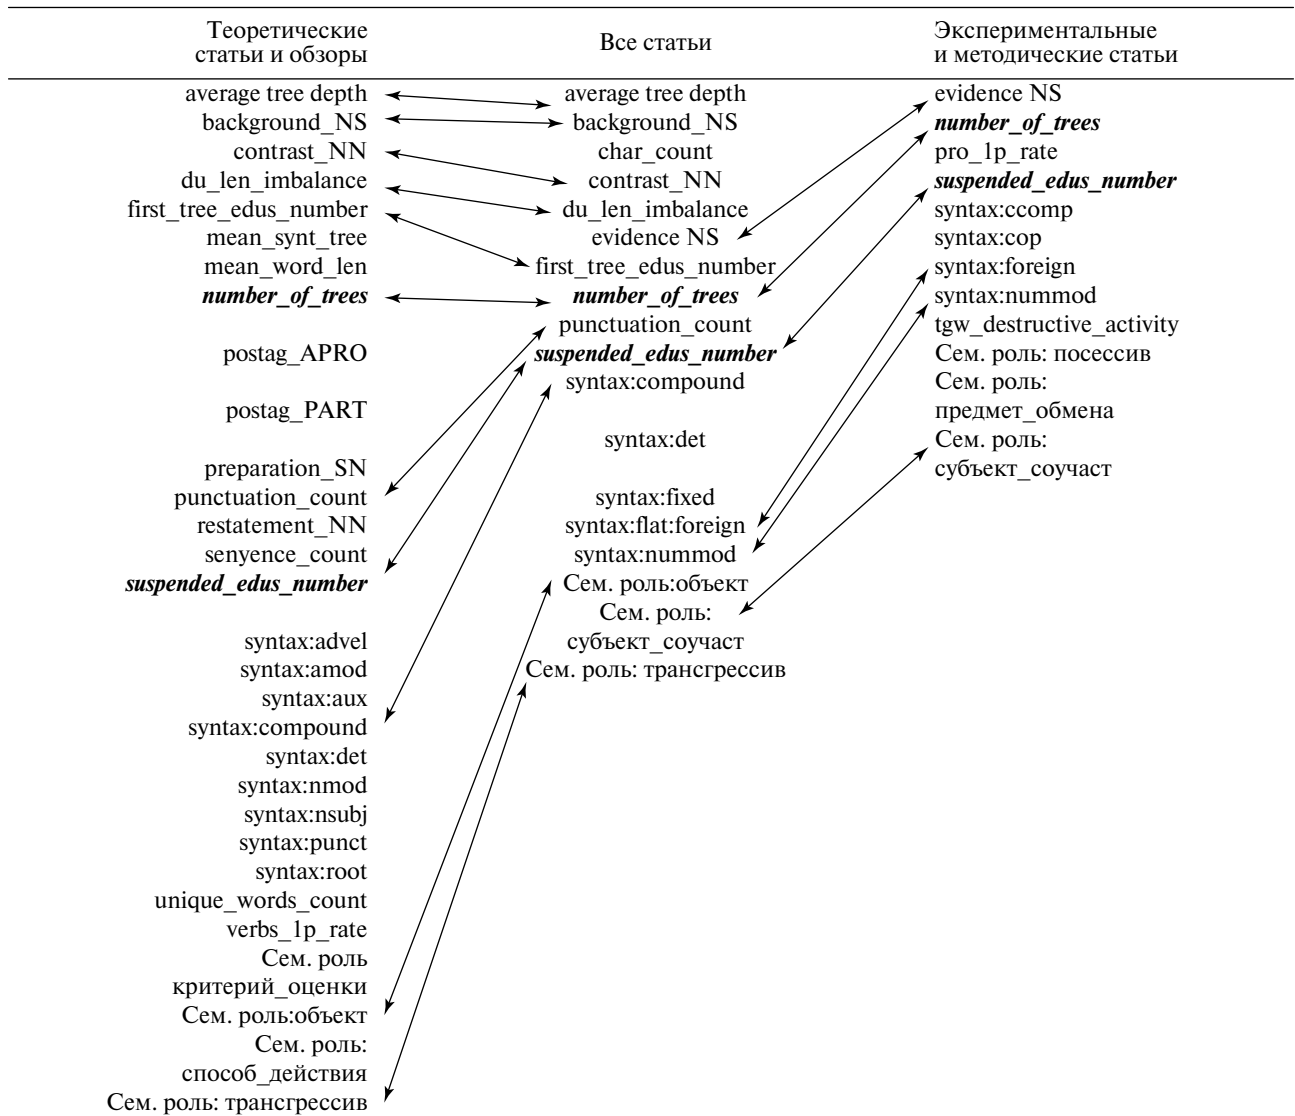 Теоретические
статьи и обзоры
Все статьи
Экспериментальные
и методические статьи
average tree depth
background_NS
contrast_NN
du_len_imbalance
first_tree_edus_number
mean_synt_tree
mean_word_len
number_of_trees
postag_APRO
postag_PART
preparation_SN
punctuation_count
restatement_NN
senyence_count
suspended_edus_number
syntax:advel
syntax:amod
syntax:aux
syntax:compound
syntax:det
syntax:nmod
syntax:nsubj
syntax:punct
syntax:root
unique_words_count
verbs_1p_rate
Сем. роль
критерий_оценки
Сем. роль:объект
Сем. роль:
способ_действия
Сем. роль: трансгрессив
average tree depth
background_NS
char_count
contrast_NN
du_len_imbalance
evidence NS
first_tree_edus_number
number_of_trees
punctuation_count
suspended_edus_number
syntax:compound
syntax:det
syntax:fixed
syntax:flat:foreign
syntax:nummod
Сем. роль:объект
Сем. роль:
субъект_соучаст
Сем. роль: трансгрессив
evidence NS
number_of_trees
pro_1p_rate
suspended_edus_number
syntax:ccomp
syntax:cop
syntax:foreign
syntax:nummod
tgw_destructive_activity
Сем. роль: посессив
Сем. роль:
предмет_обмена
Сем. роль:
субъект_соучаст